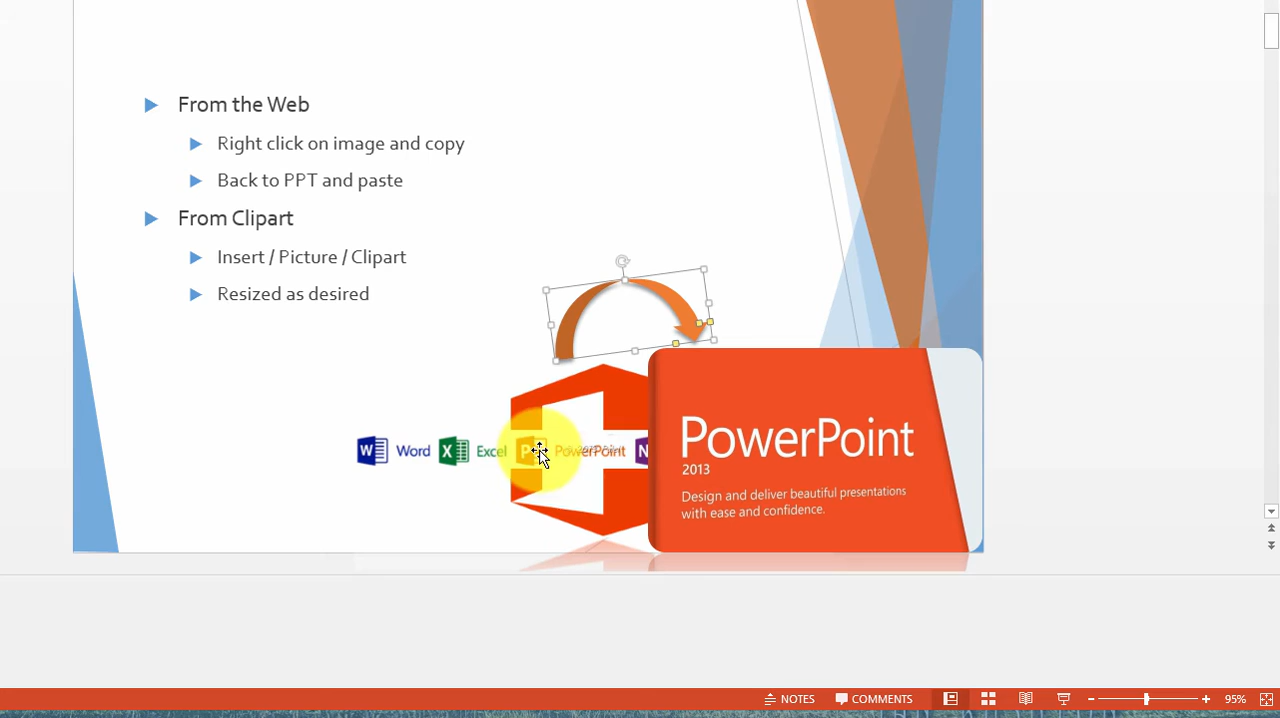 From the Web
Right click on image and copy
Back to PPT and paste
From Clipart
Insert / Picture / Clipart
Resized as desired
Word Excel PowerPoint N
PowerPoint
2013
Design and deliver beautiful presentations
with ease and confidence.
NOTES COMMENTS 95%